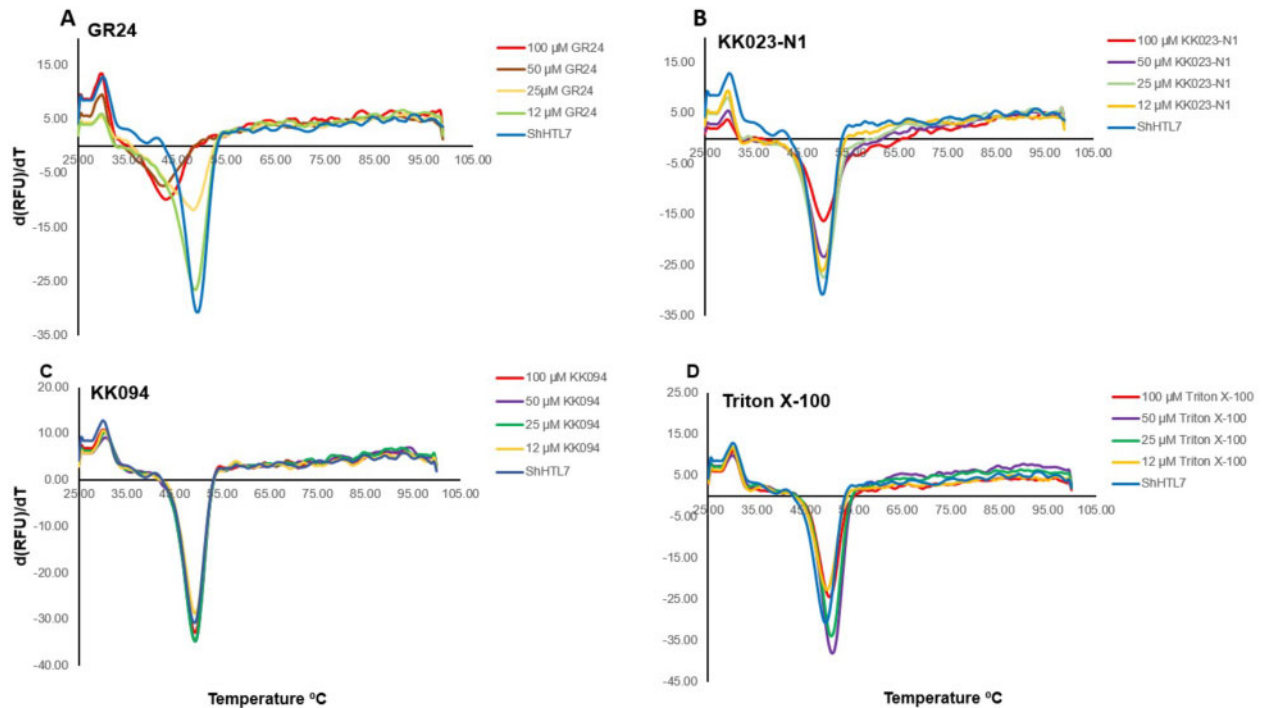 A
GR24
100 µM GR24
50 µM GR24
25µM GR24
12 µM GR24
ShHTL7
d(RFU)/dT
15.00
5.00
-5.00
-15.00
-25.00
-35.00
25.00 35.00 45.00 55.00 65.00 75.00 85.00 95.00 105.00
B
KK023-N1
100 µM KK023-N1
50 µM KK023-N1
25 µM KK023-N1
12 µM KK023-N1
ShHTL7
15.00
5.00
-5.00
-15.00
-25.00
-35.00
25.00 35.00 45.00 55.00 65.00 75.00 85.00 95.00 105.00
C
KK094
100 µM KK094
50 µM KK094
25 µM KK094
12 µM KK094
ShHTL7
d(RFU)/dT
20.00
10.00
0.00
-10.00
-20.00
-30.00
-40.00
25.00 35.00 45.00 55.00 65.00 75.00 85.00 95.00 105.00
Temperature ºC
D
Triton X-100
100 µM Triton X-100
50 µM Triton X-100
25 µM Triton X-100
12 µM Triton X-100
ShHTL7
25.00
15.00
5.00
-5.00
-15.00
-25.00
-35.00
-45.00
25.00 35.00 45.00 55.00 65.00 75.00 85.00 95.00 105.00
Temperature ºC